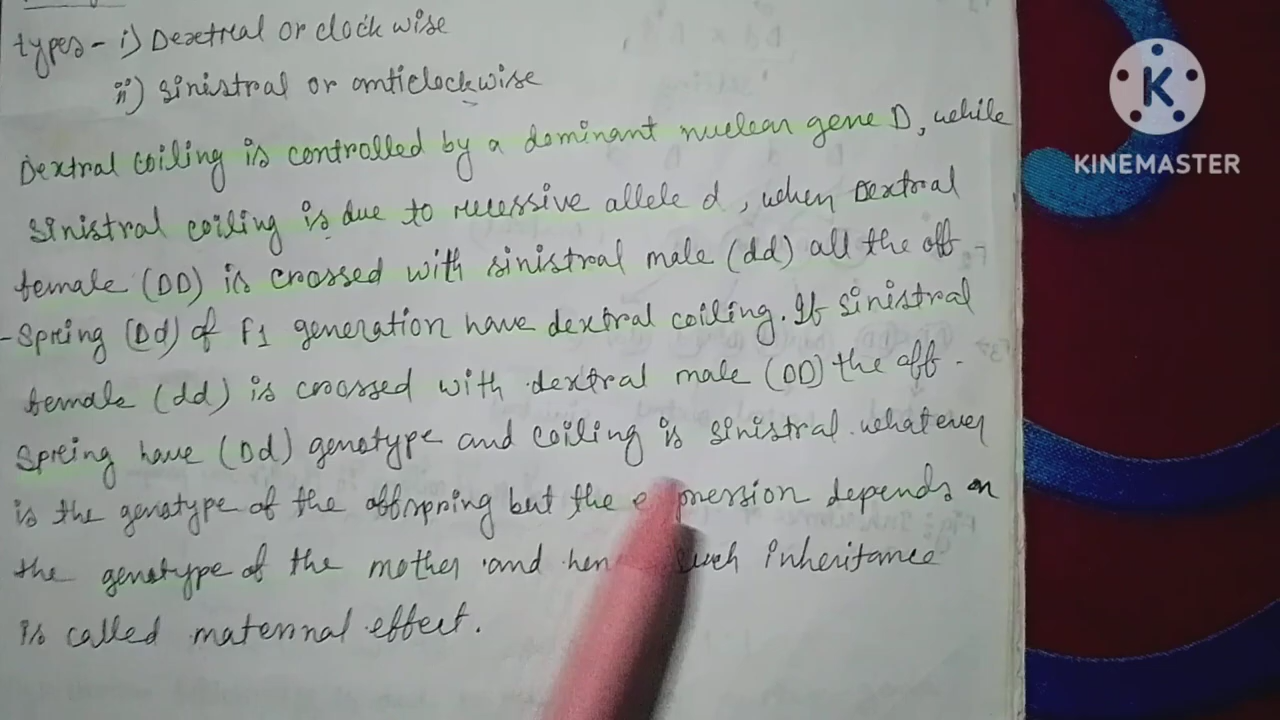 types - i) Dextral or clock wise
ii) sinistral or anticlockwise
Dextral coiling is controlled by a dominant nuclear gene D, while
sinistral coiling is due to recessive allele d, when Dextral
female (DD) is crossed with sinistral male (dd) all the off
-spring (Dd) of F1 generation have dextral coiling. If sinistral
female (dd) is crossed with dextral male (DD) the off-
spring have (Dd) genotype and coiling is sinistral. whatever
is the genotype of the offspring but the expression depends on
the genotype of the mother and such inheritance
is called maternal effect.
K
KINEMASTER